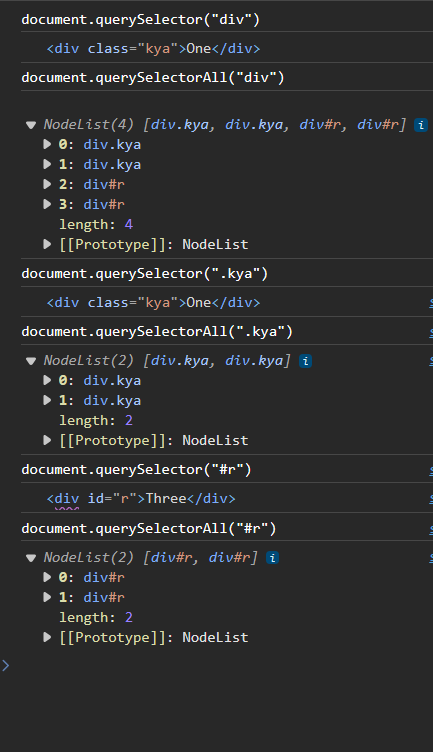 document.querySelector("div")
<div class="kya">One</div>
document.querySelectorAll("div")
NodeList(4) [div.kya, div.kya, div#r, div#r] i
0: div.kya
1: div.kya
2: div#r
3: div#r
length: 4
[[Prototype]]: NodeList
document.querySelector(".kya")
<div class="kya">One</div>
document.querySelectorAll(".kya")
NodeList(2) [div.kya, div.kya] i
0: div.kya
1: div.kya
length: 2
[[Prototype]]: NodeList
document.querySelector("#r")
<div id="r">Three</div>
document.querySelectorAll("#r")
NodeList(2) [div#r, div#r] i
0: div#r
1: div#r
length: 2
[[Prototype]]: NodeList